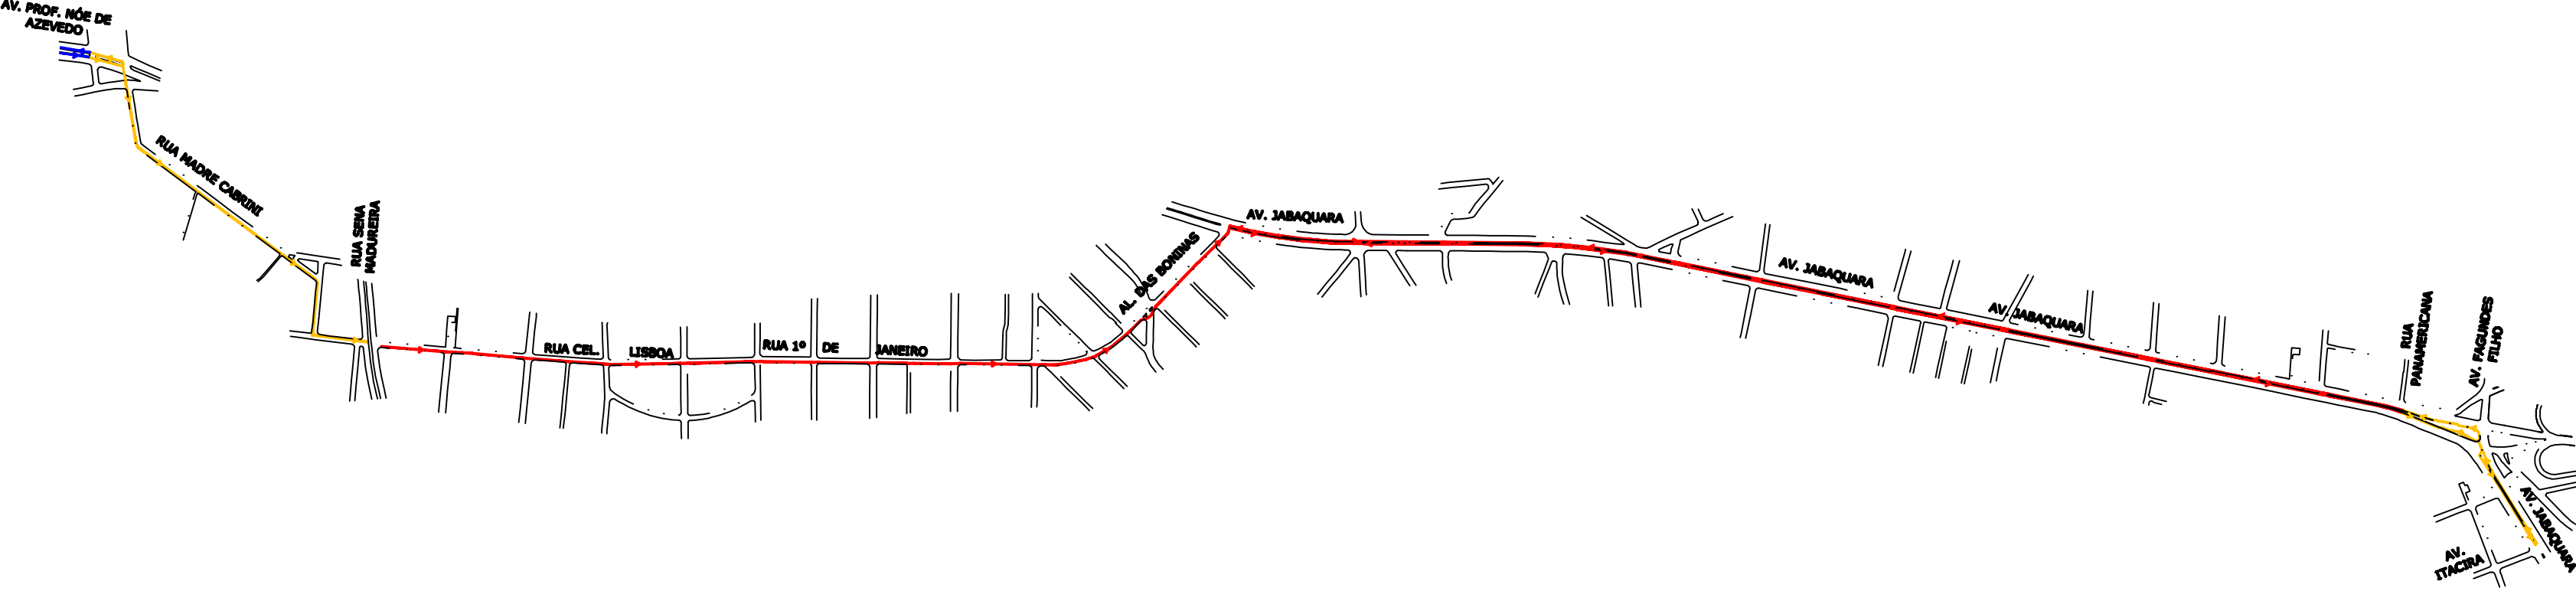 AV. PROF. NÓE DE
AZEVEDO
RUA MADRE CABRINI
RUA SENA
MADUREIRA
RUA CEL.
LISBOA
RUA 1º
DE
JANEIRO
AL. DAS BONINAS
AV. JABAQUARA
AV. JABAQUARA
AV. JABAQUARA
RUA
PANAMERICANA
AV. FAGUNDES
FILHO
AV. JABAQUARA
AV.
ITACIRA